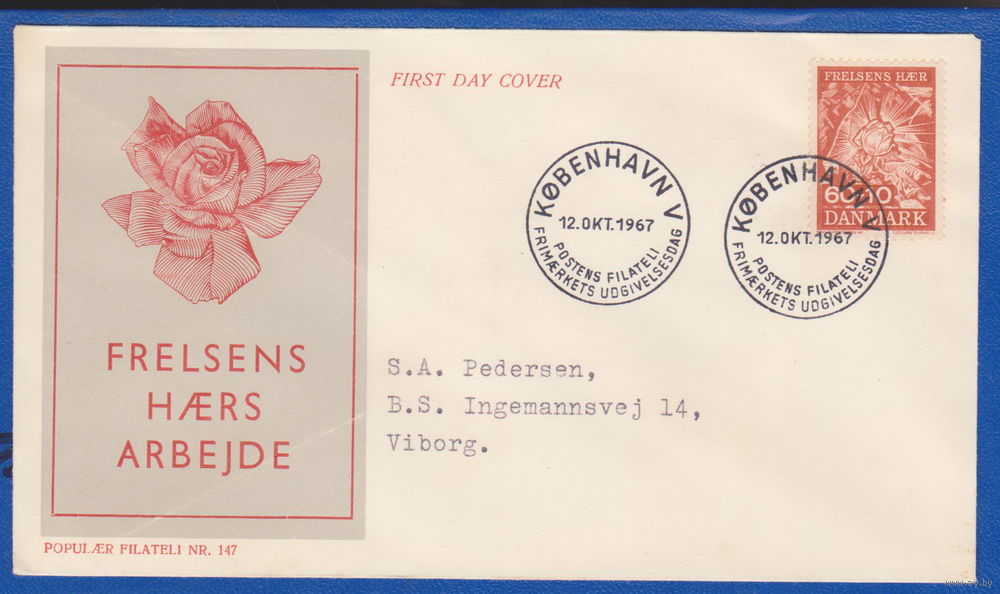 FIRST DAY COVER
FRELSENS HÆR
60+10
DANMARK
KØBENHAVN V
12.OKT.1967
POSTENS FILATELI
FRIMÆRKETS UDGIVELSESDAG
KØBENHAVN V
12.OKT.1967
POSTENS FILATELI
FRIMÆRKETS UDGIVELSESDAG
FRELSENS
HÆRS
ARBEJDE
S.A. Pedersen,
B.S. Ingemannsvej 14,
Viborg.
POPULÆR FILATELI NR. 147